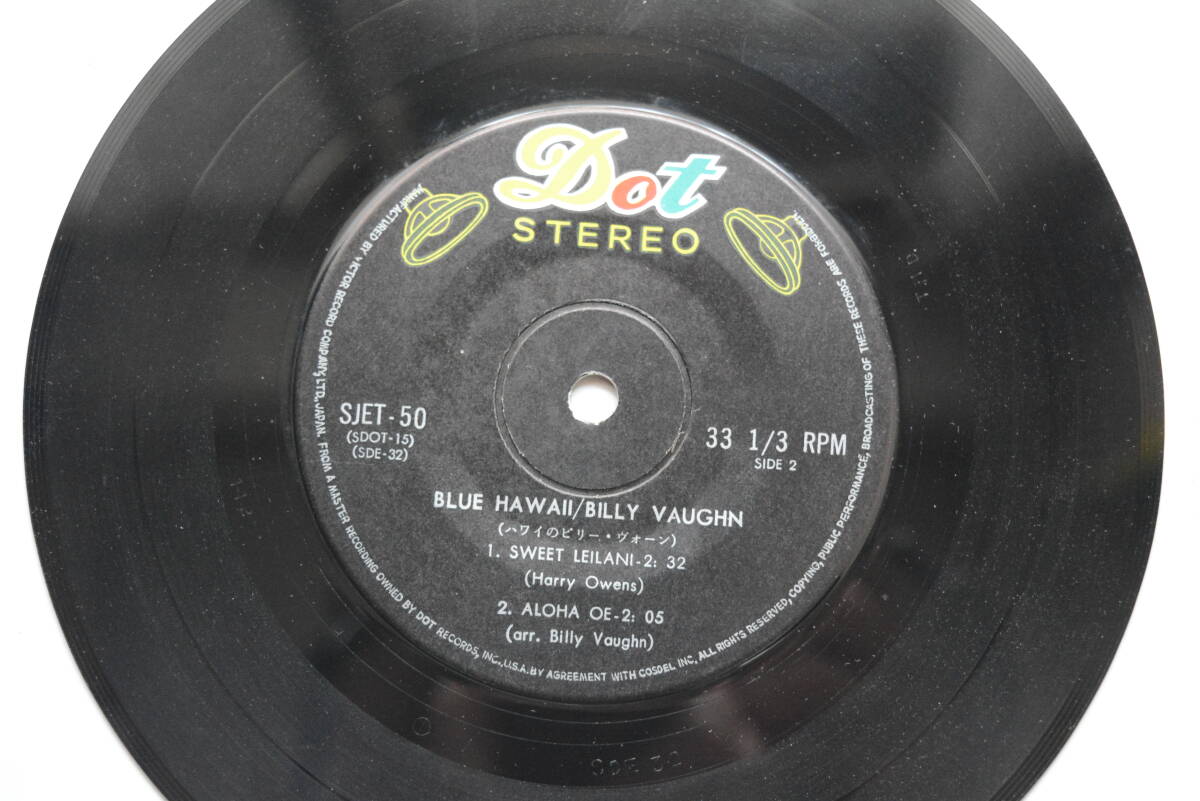 Dot
STEREO
SJET-50
(SDOT-15)
(SDE-32)
33 1/3 RPM
SIDE 2
BLUE HAWAII/BILLY VAUGHN
(ハワイのビリー・ヴォーン)
1. SWEET LEILANI-2: 32
(Harry Owens)
2. ALOHA OE-2: 05
(arr. Billy Vaughn)
MANUFACTURED BY VICTOR RECORD COMPANY, LTD., JAPAN. FROM A MASTER RECORDING OWNED BY DOT RECORDS, INC., U.S.A. BY AGREEMENT WITH COSDEL INC, ALL RIGHTS RESERVED, COPYING, PUBLIC PERFORMANCE, BROADCASTING OF THESE RECORDS ARE FORBIDDEN.